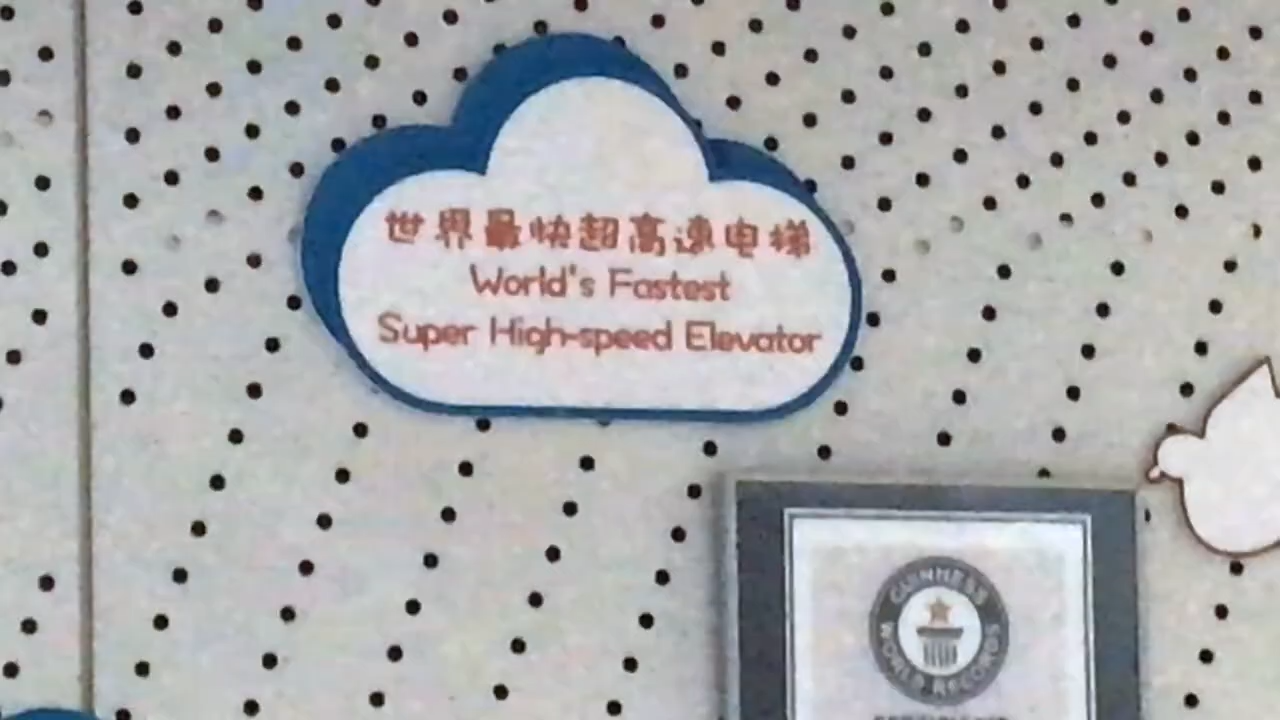 世界最快超高速电梯
World's Fastest
Super High-speed Elevator
GUINNESS
WORLD RECORDS